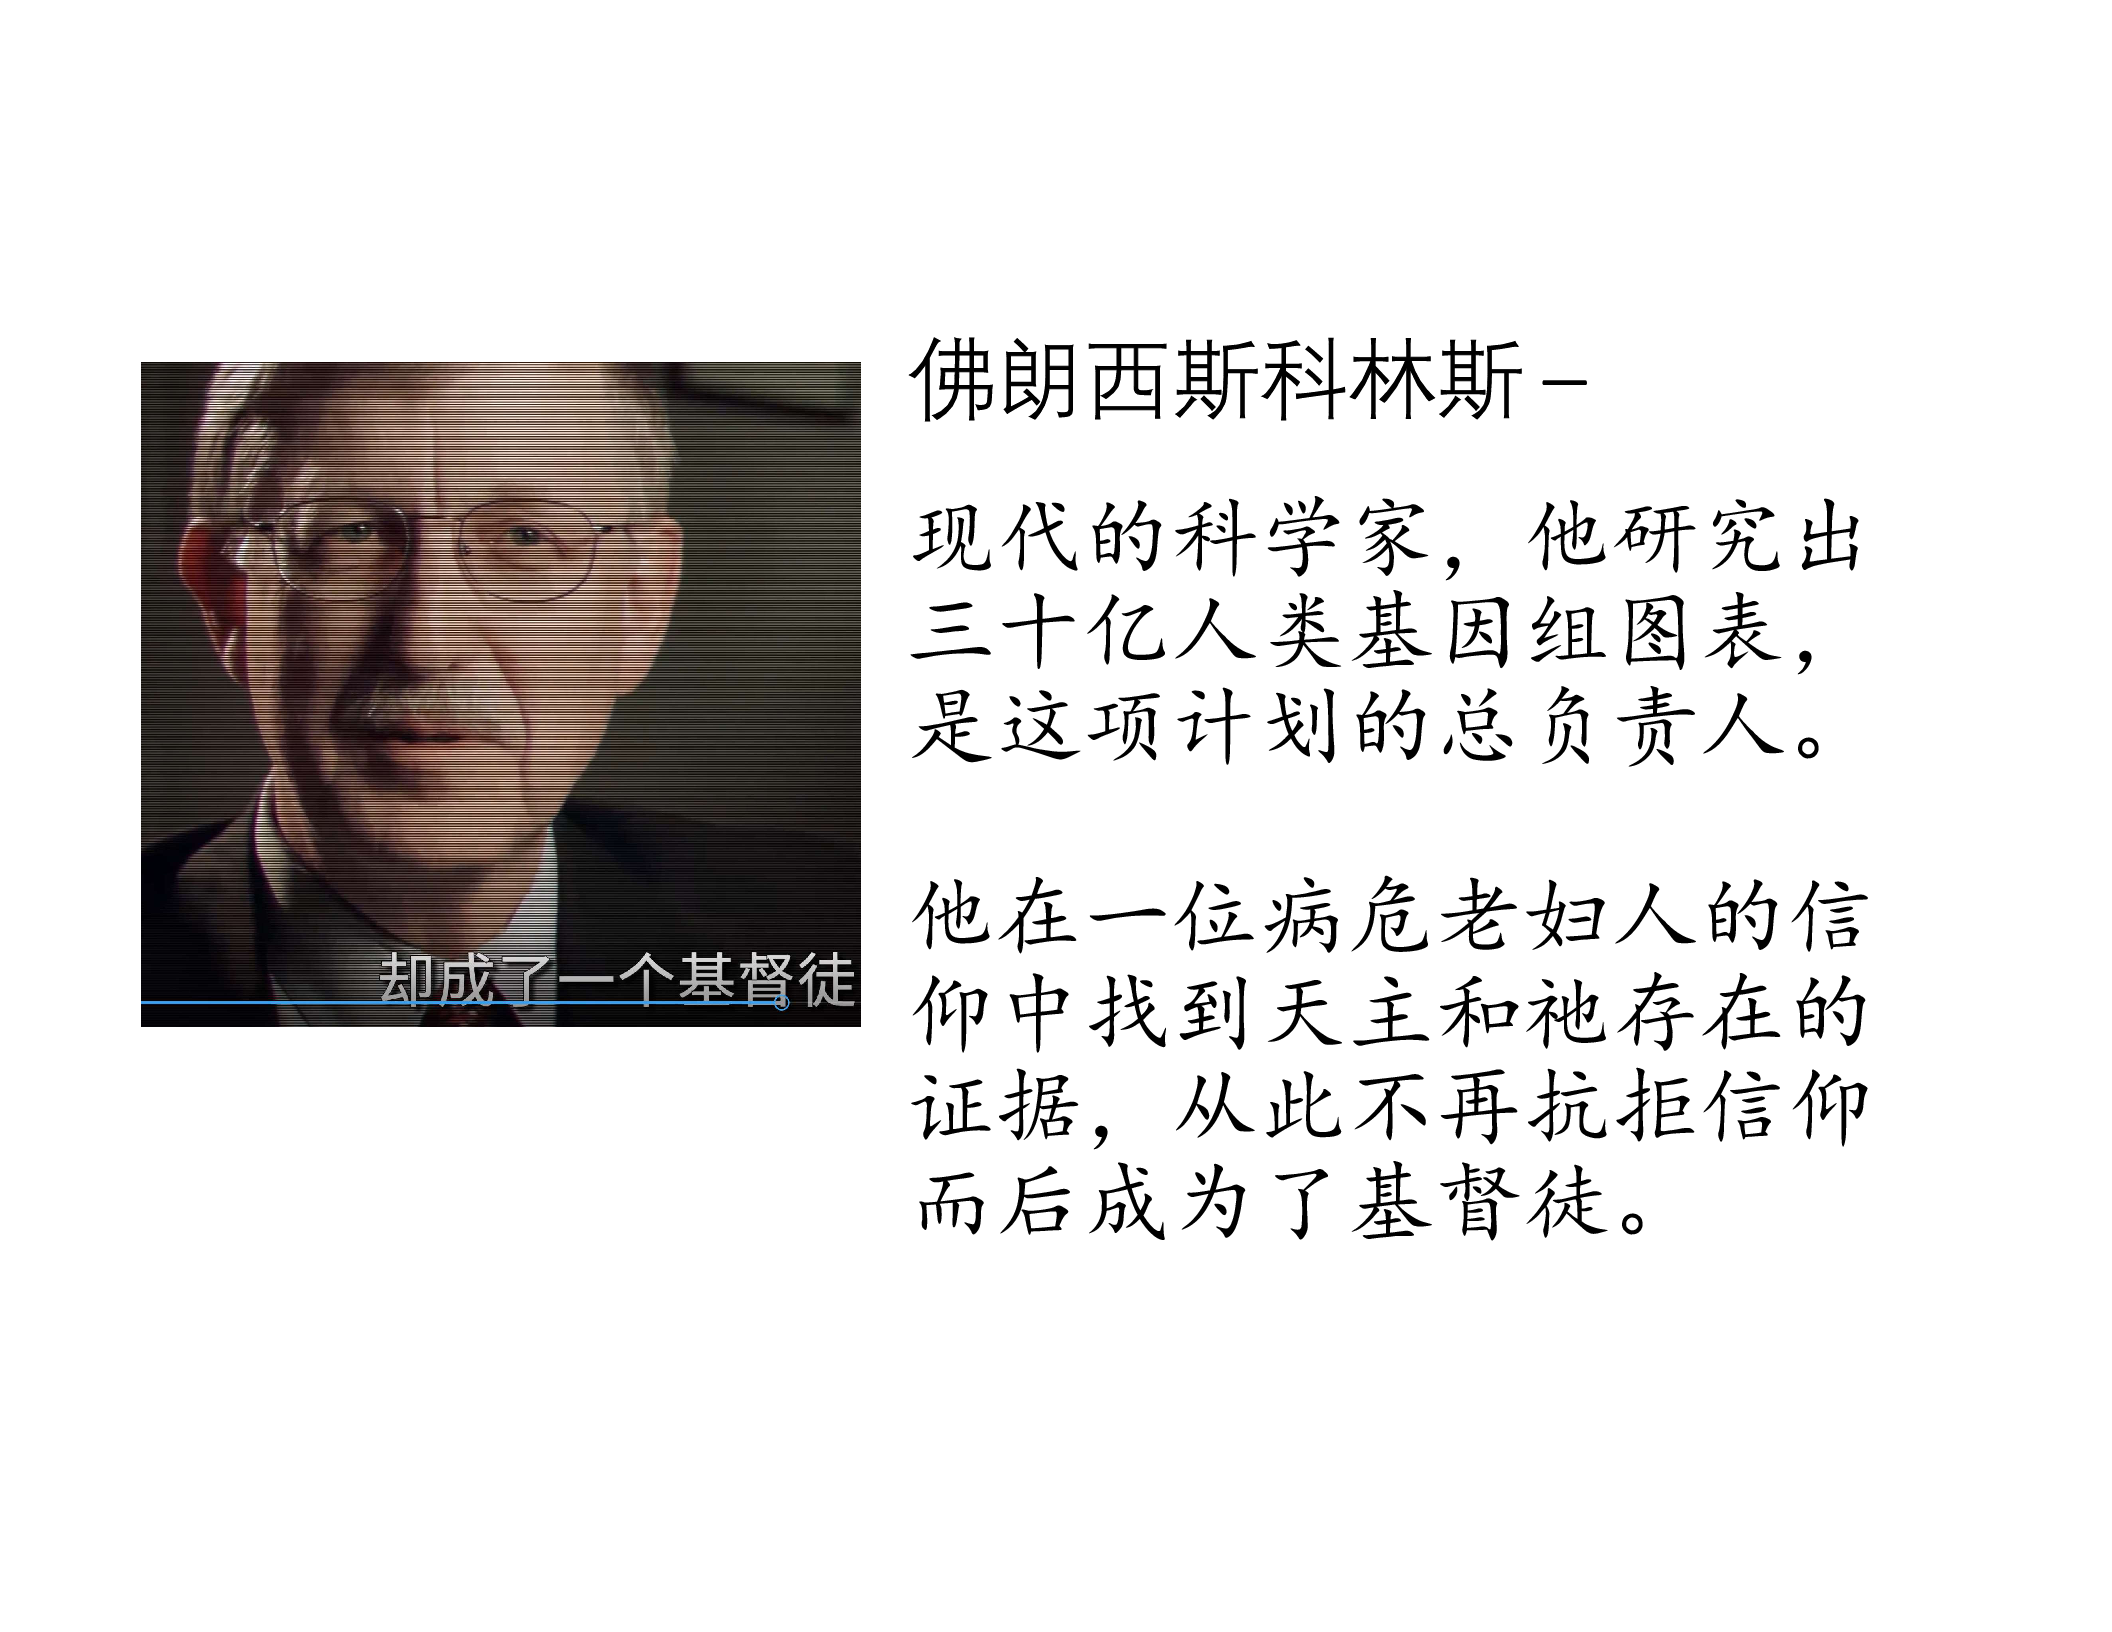 佛朗西斯科林斯 –
现代的科学家，他研究出
三十亿人类基因组图表，
是这项计划的总负责人。
他在一位病危老妇人的信
仰中找到天主和祂存在的
证据，从此不再抗拒信仰
而后成为了基督徒。
却成了一个基督徒